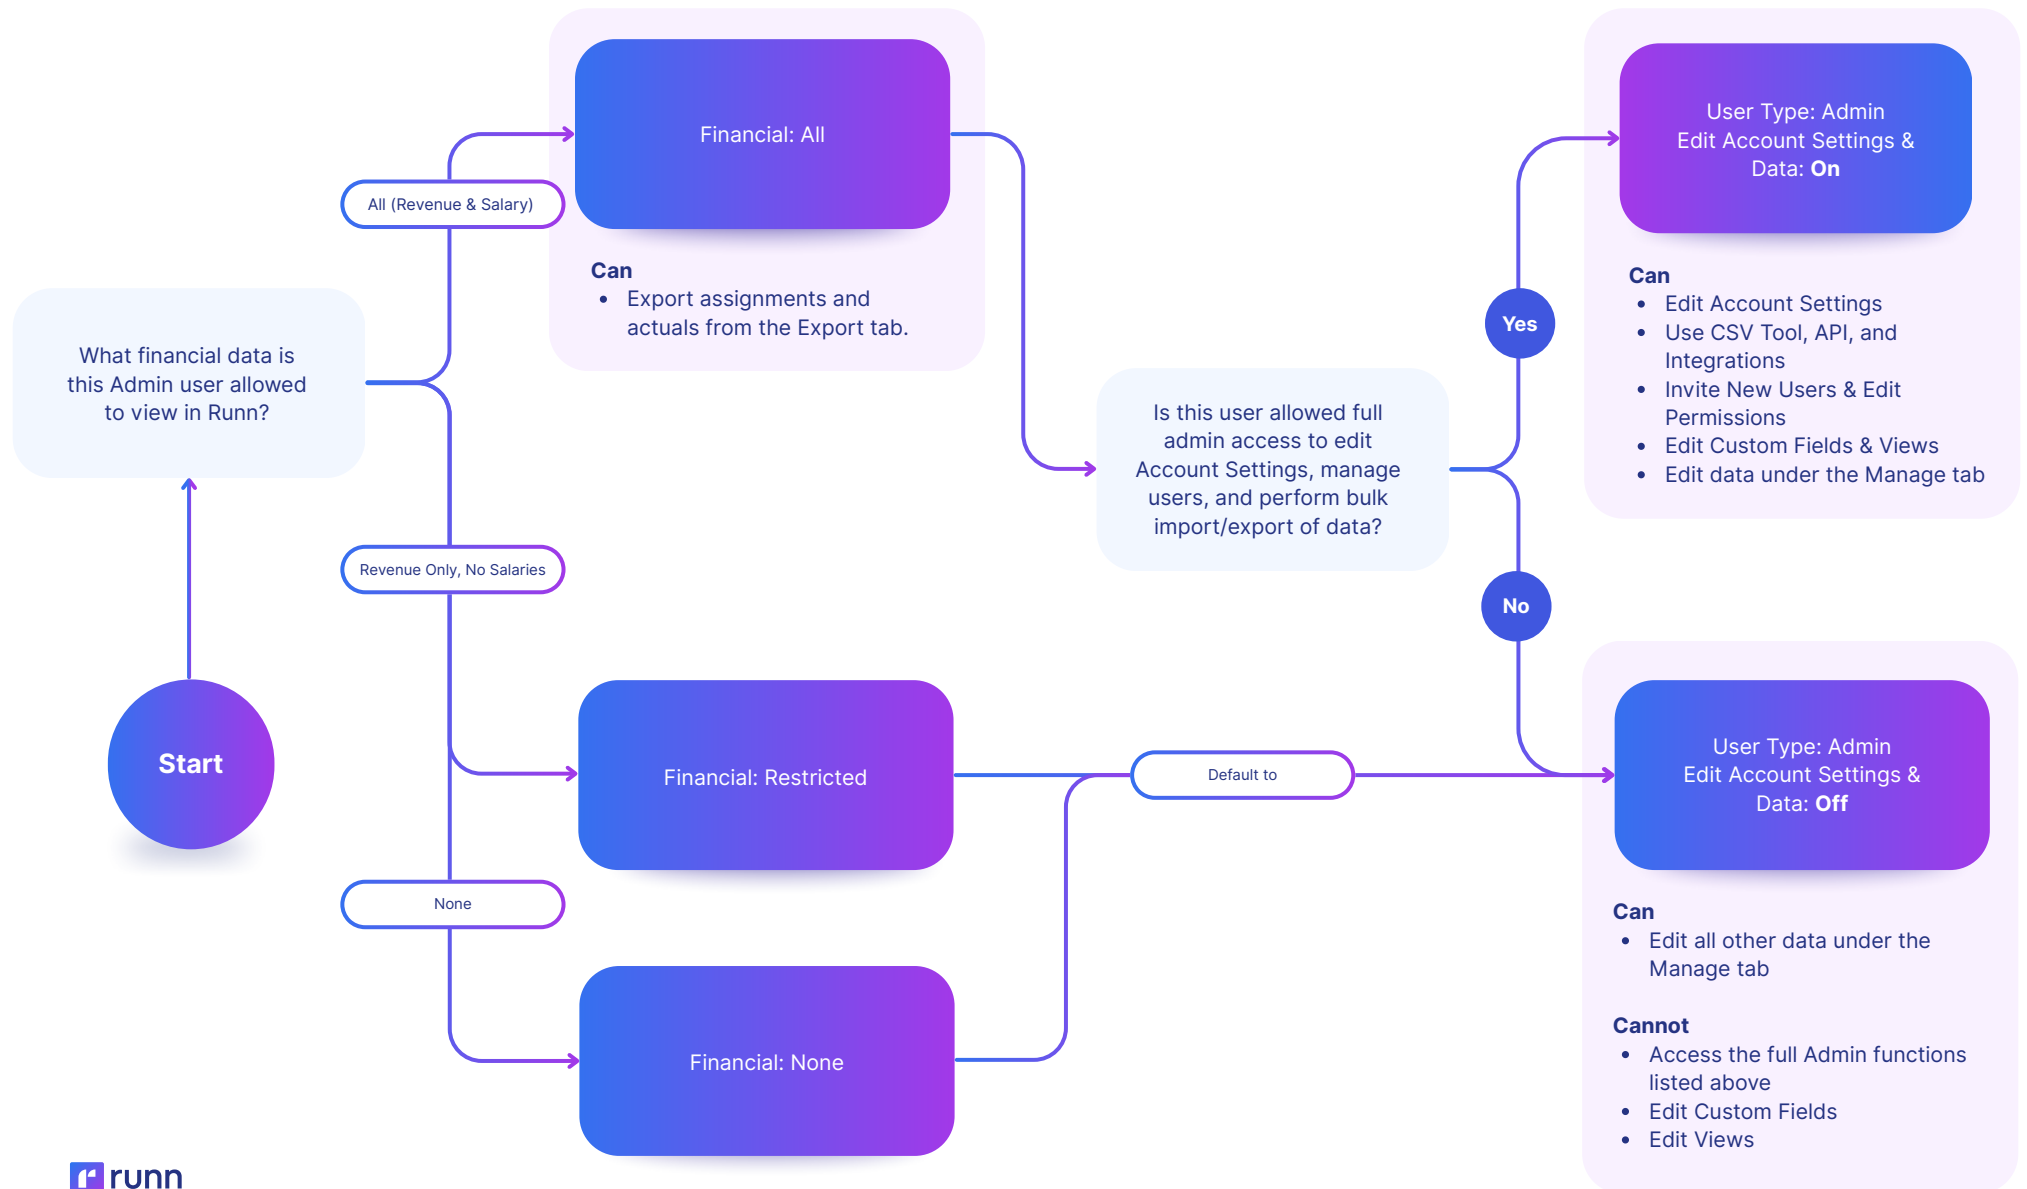 What financial data is
this Admin user allowed
to view in Runn?
Start
All (Revenue & Salary)
Revenue Only, No Salaries
None
Financial: All
Can
• Export assignments and
actuals from the Export tab.
Financial: Restricted
Financial: None
Is this user allowed full
admin access to edit
Account Settings, manage
users, and perform bulk
import/export of data?
Default to
Yes
No
User Type: Admin
Edit Account Settings &
Data: On
Can
• Edit Account Settings
• Use CSV Tool, API, and
Integrations
• Invite New Users & Edit
Permissions
• Edit Custom Fields & Views
• Edit data under the Manage tab
User Type: Admin
Edit Account Settings &
Data: Off
Can
• Edit all other data under the
Manage tab
Cannot
• Access the full Admin functions
listed above
• Edit Custom Fields
• Edit Views
runn